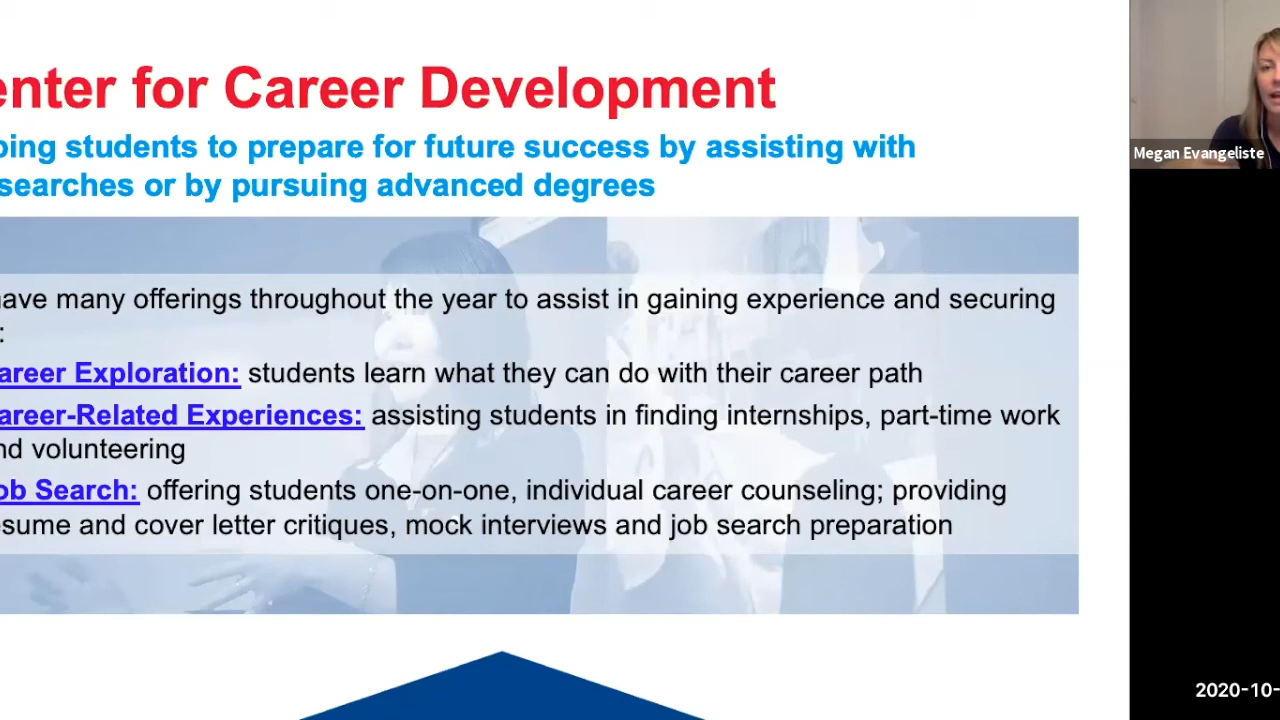 enter for Career Development
ping students to prepare for future success by assisting with
searches or by pursuing advanced degrees
have many offerings throughout the year to assist in gaining experience and securing
:
areer Exploration: students learn what they can do with their career path
areer-Related Experiences: assisting students in finding internships, part-time work
nd volunteering
ob Search: offering students one-on-one, individual career counseling; providing
esume and cover letter critiques, mock interviews and job search preparation
Megan Evangeliste
2020-10-